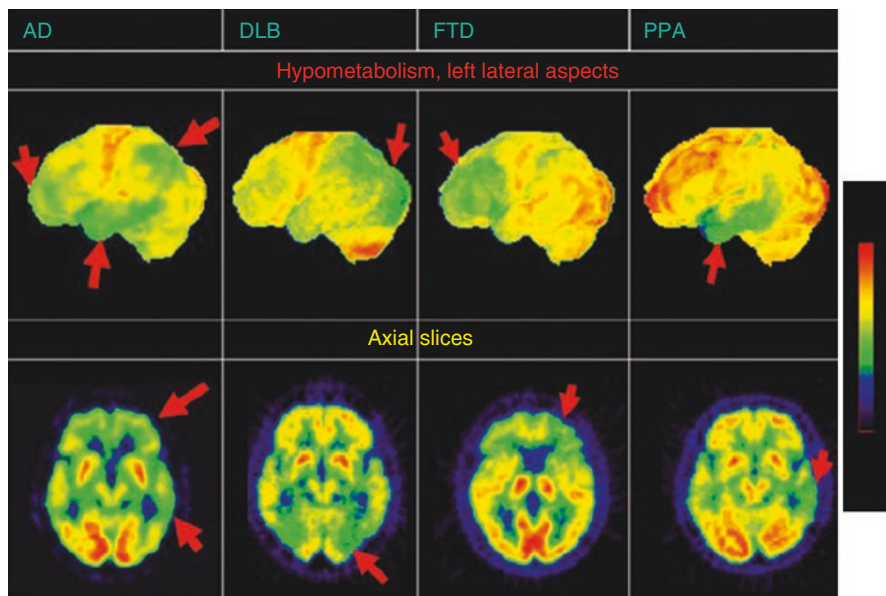 AD DLB FTD PPA
Hypometabolism, left lateral aspects
Axial slices